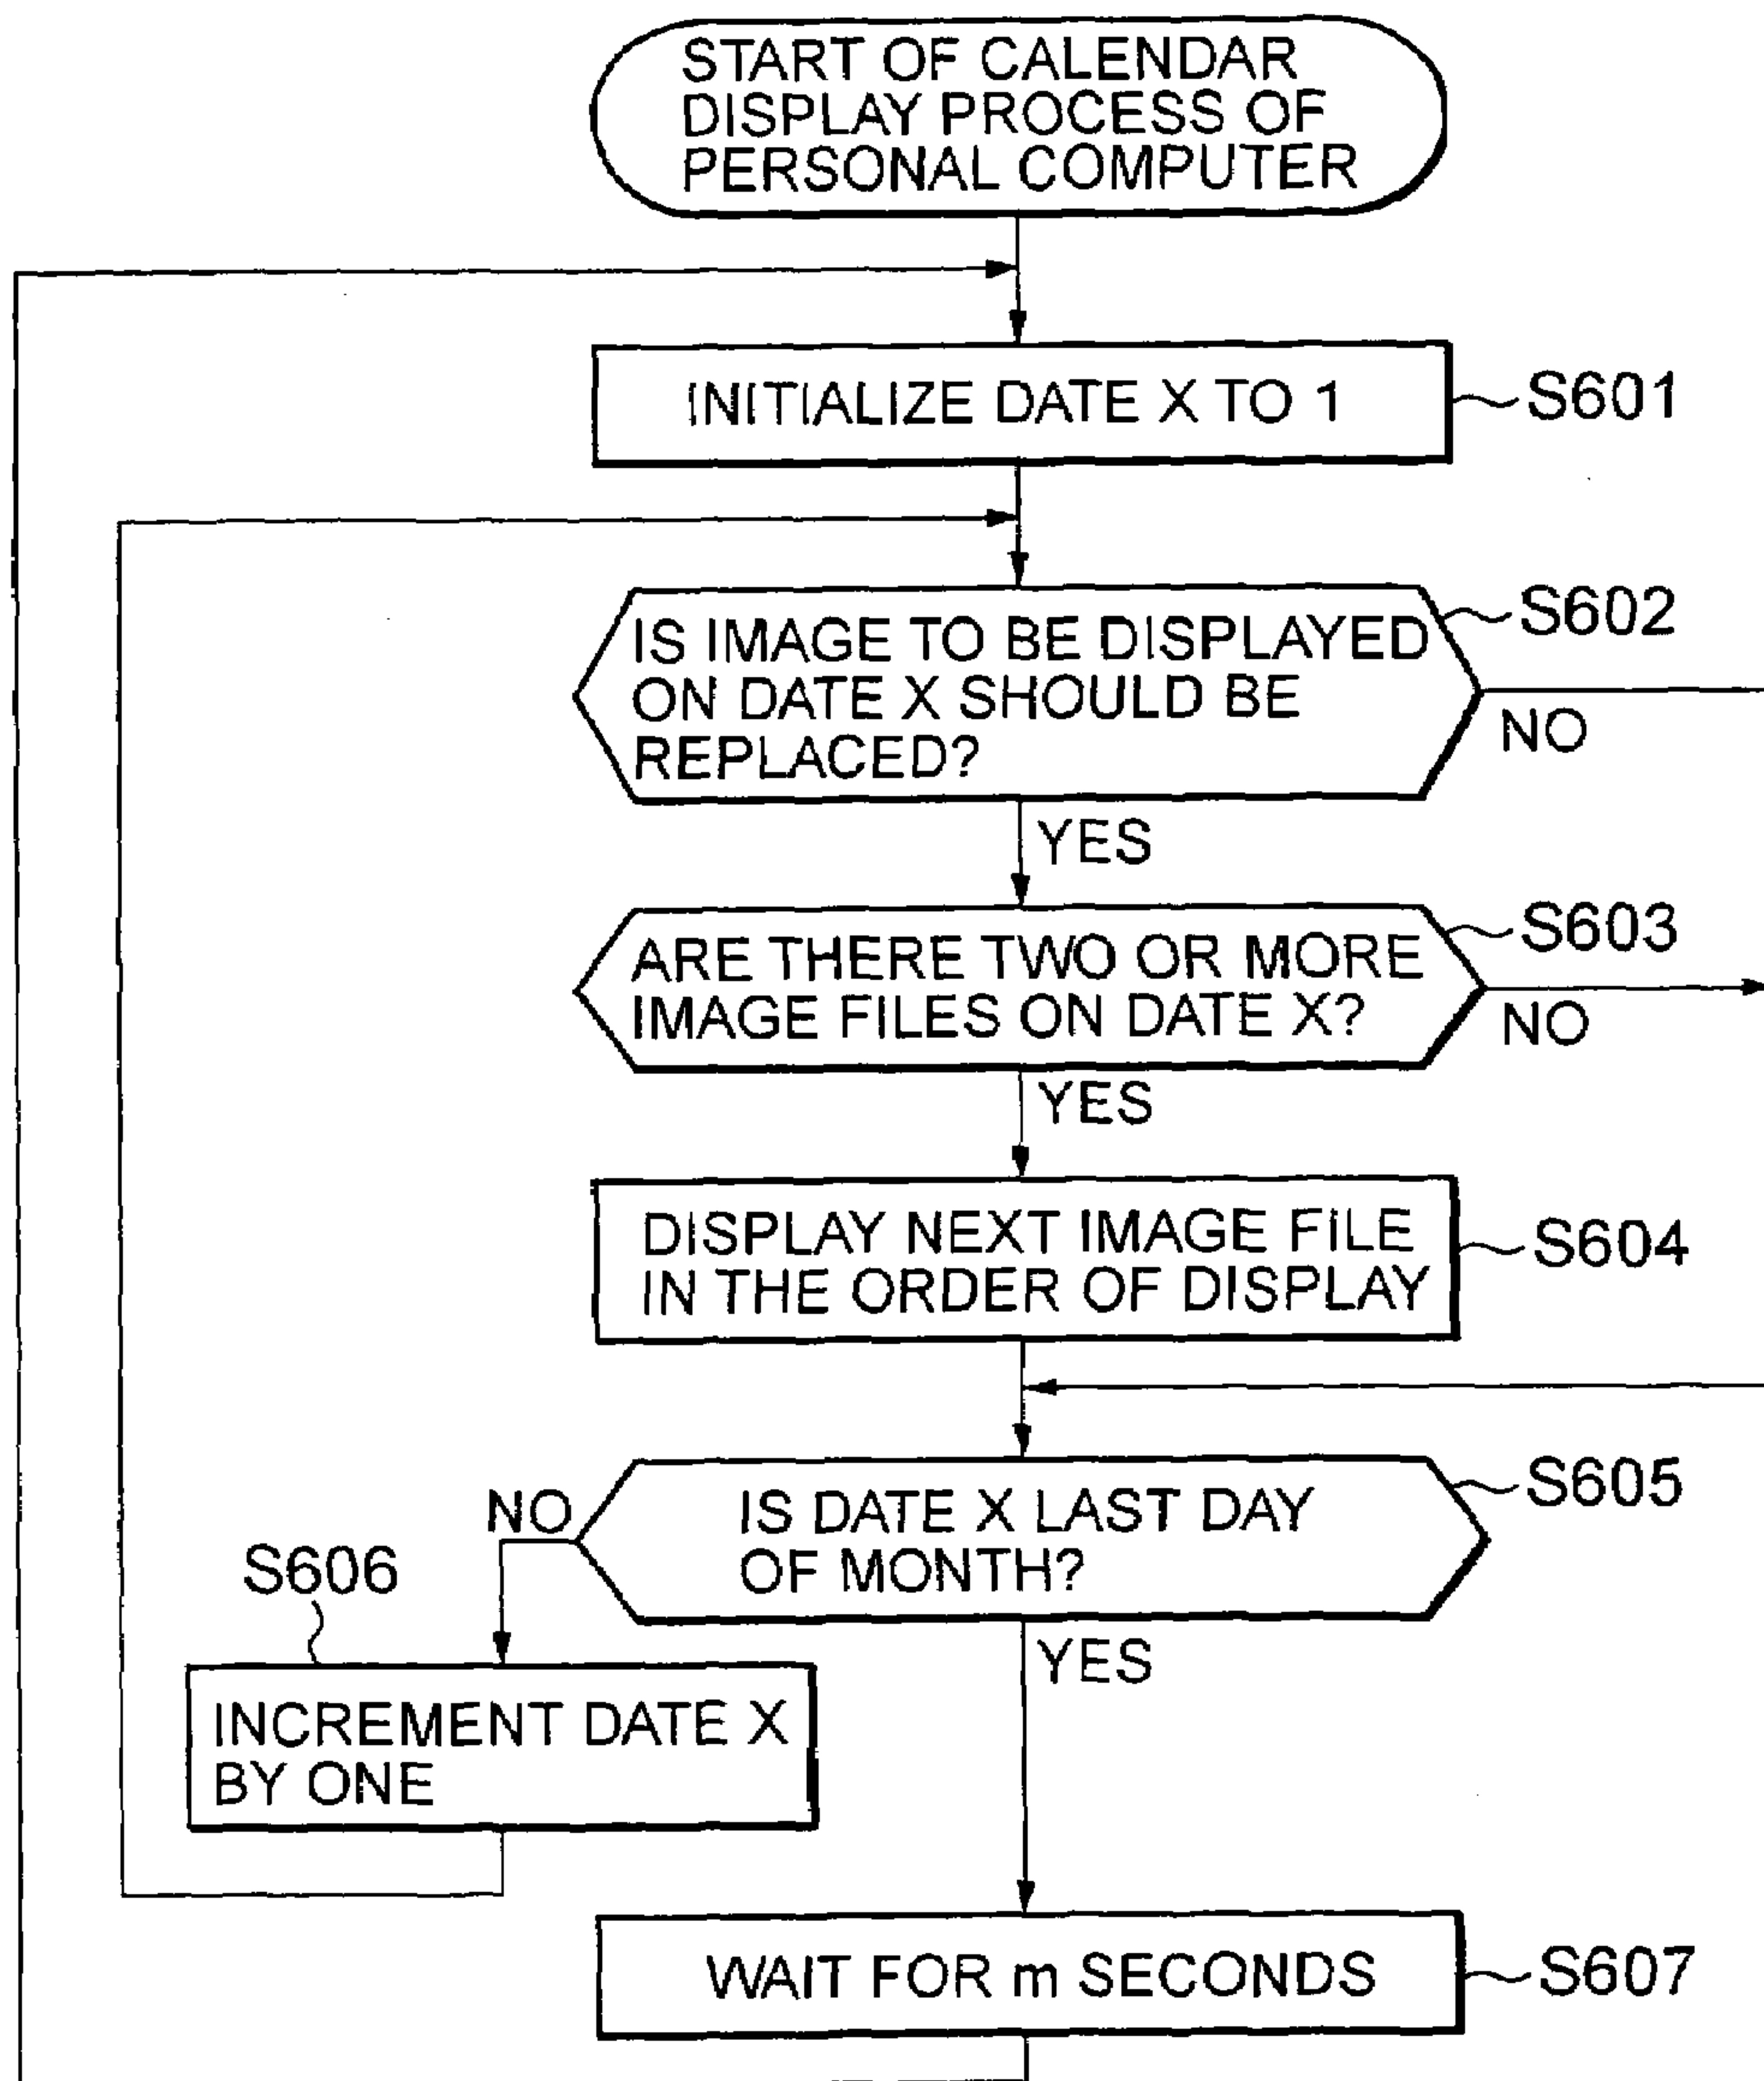 START OF CALENDAR
DISPLAY PROCESS OF
PERSONAL COMPUTER
INITIALIZE DATE X TO 1
S601
IS IMAGE TO BE DISPLAYED
ON DATE X SHOULD BE
REPLACED?
S602
NO
YES
ARE THERE TWO OR MORE
IMAGE FILES ON DATE X?
S603
NO
YES
DISPLAY NEXT IMAGE FILE
IN THE ORDER OF DISPLAY
S604
IS DATE X LAST DAY
OF MONTH?
S605
NO
S606
YES
INCREMENT DATE X
BY ONE
WAIT FOR m SECONDS
S607